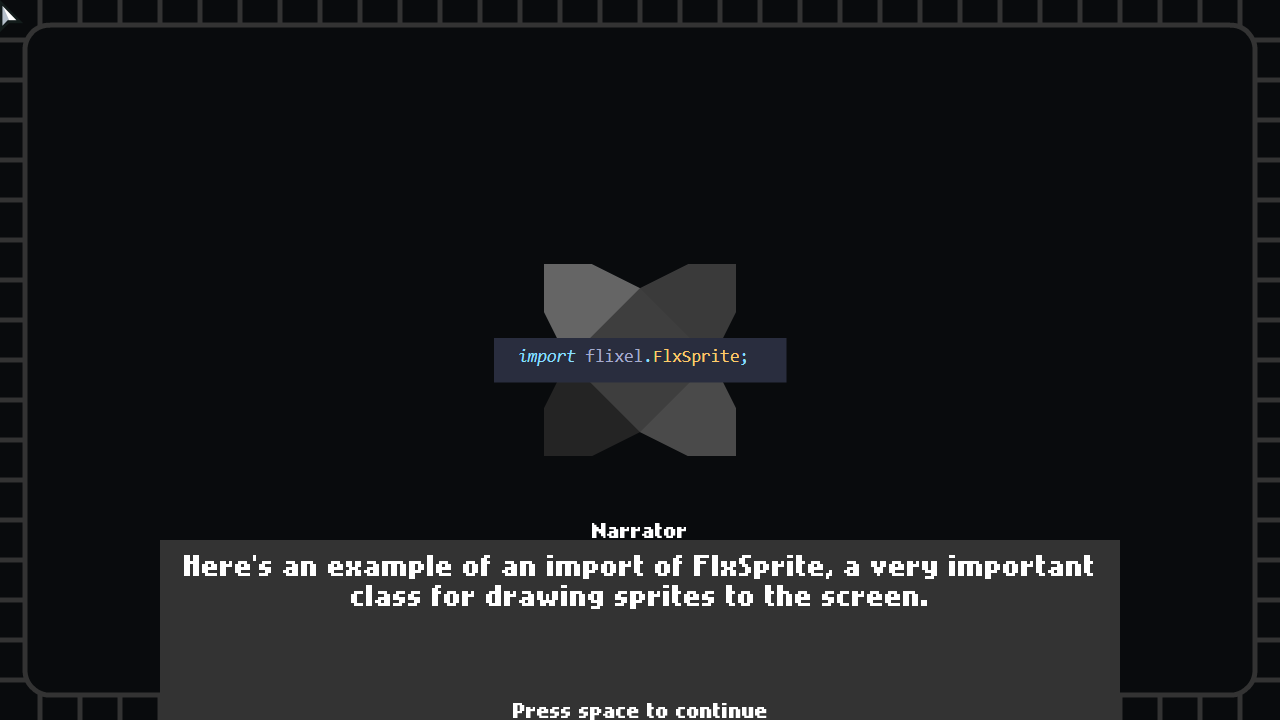 import flixel.FlxSprite;
Narrator
Here's an example of an import of FlxSprite, a very important
class for drawing sprites to the screen.
Press space to continue